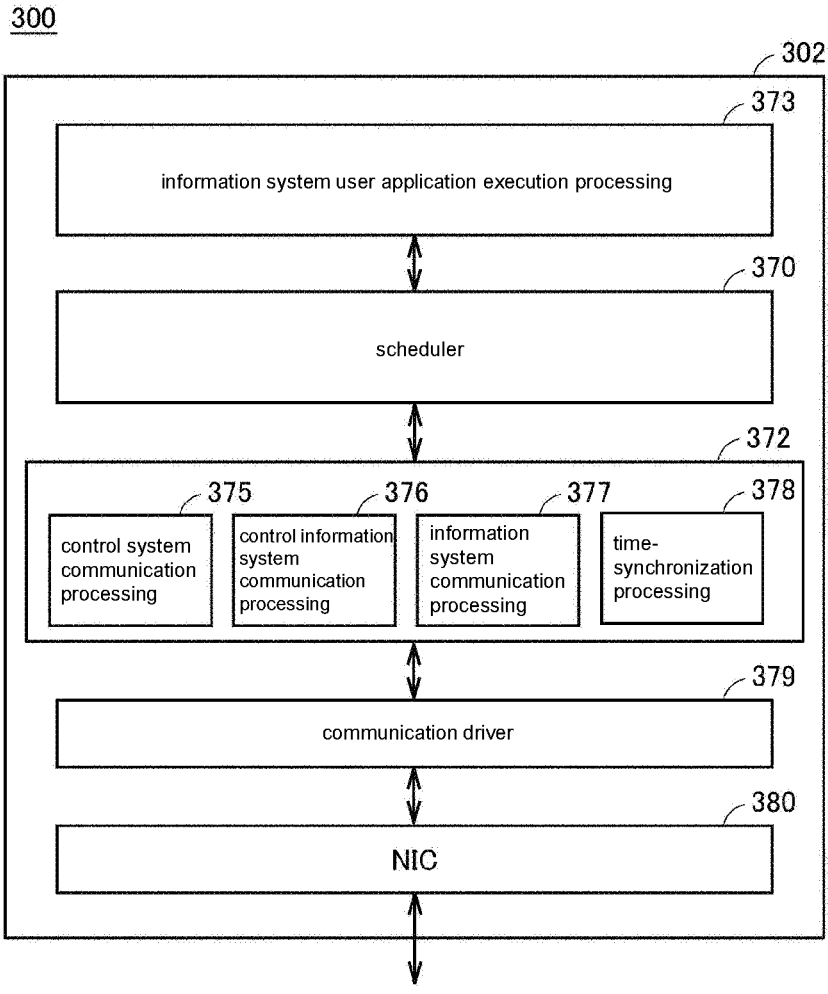 300
302
373
information system user application execution processing
370
scheduler
372
375
376
377
378
control system
communication
processing
control information
system
communication
processing
information
system
communication
processing
time-
synchronization
processing
379
communication driver
380
NIC